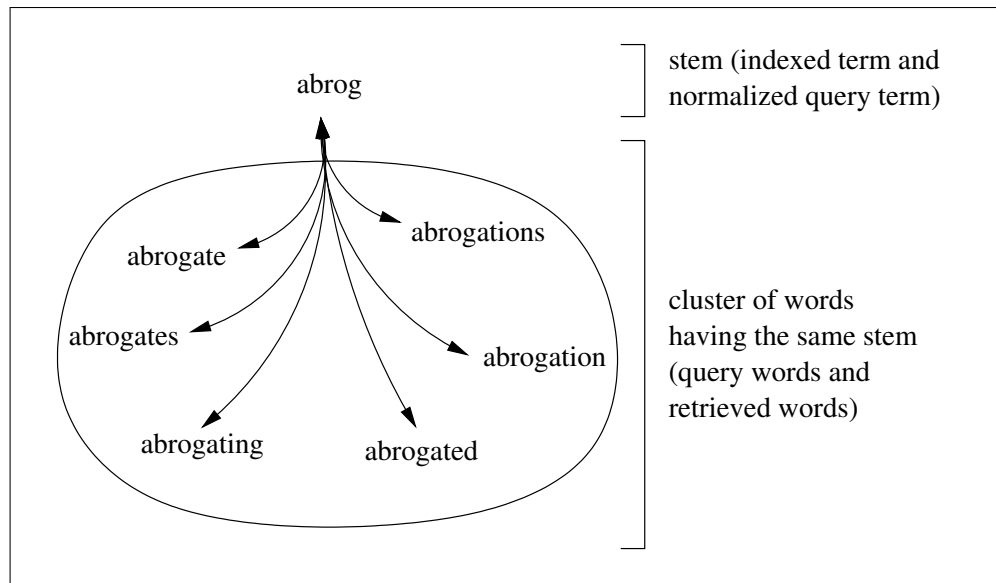 abrog
stem (indexed term and
normalized query term)
abrogations
abrogate
abrogates
abrogation
abrogating
abrogated
cluster of words
having the same stem
(query words and
retrieved words)